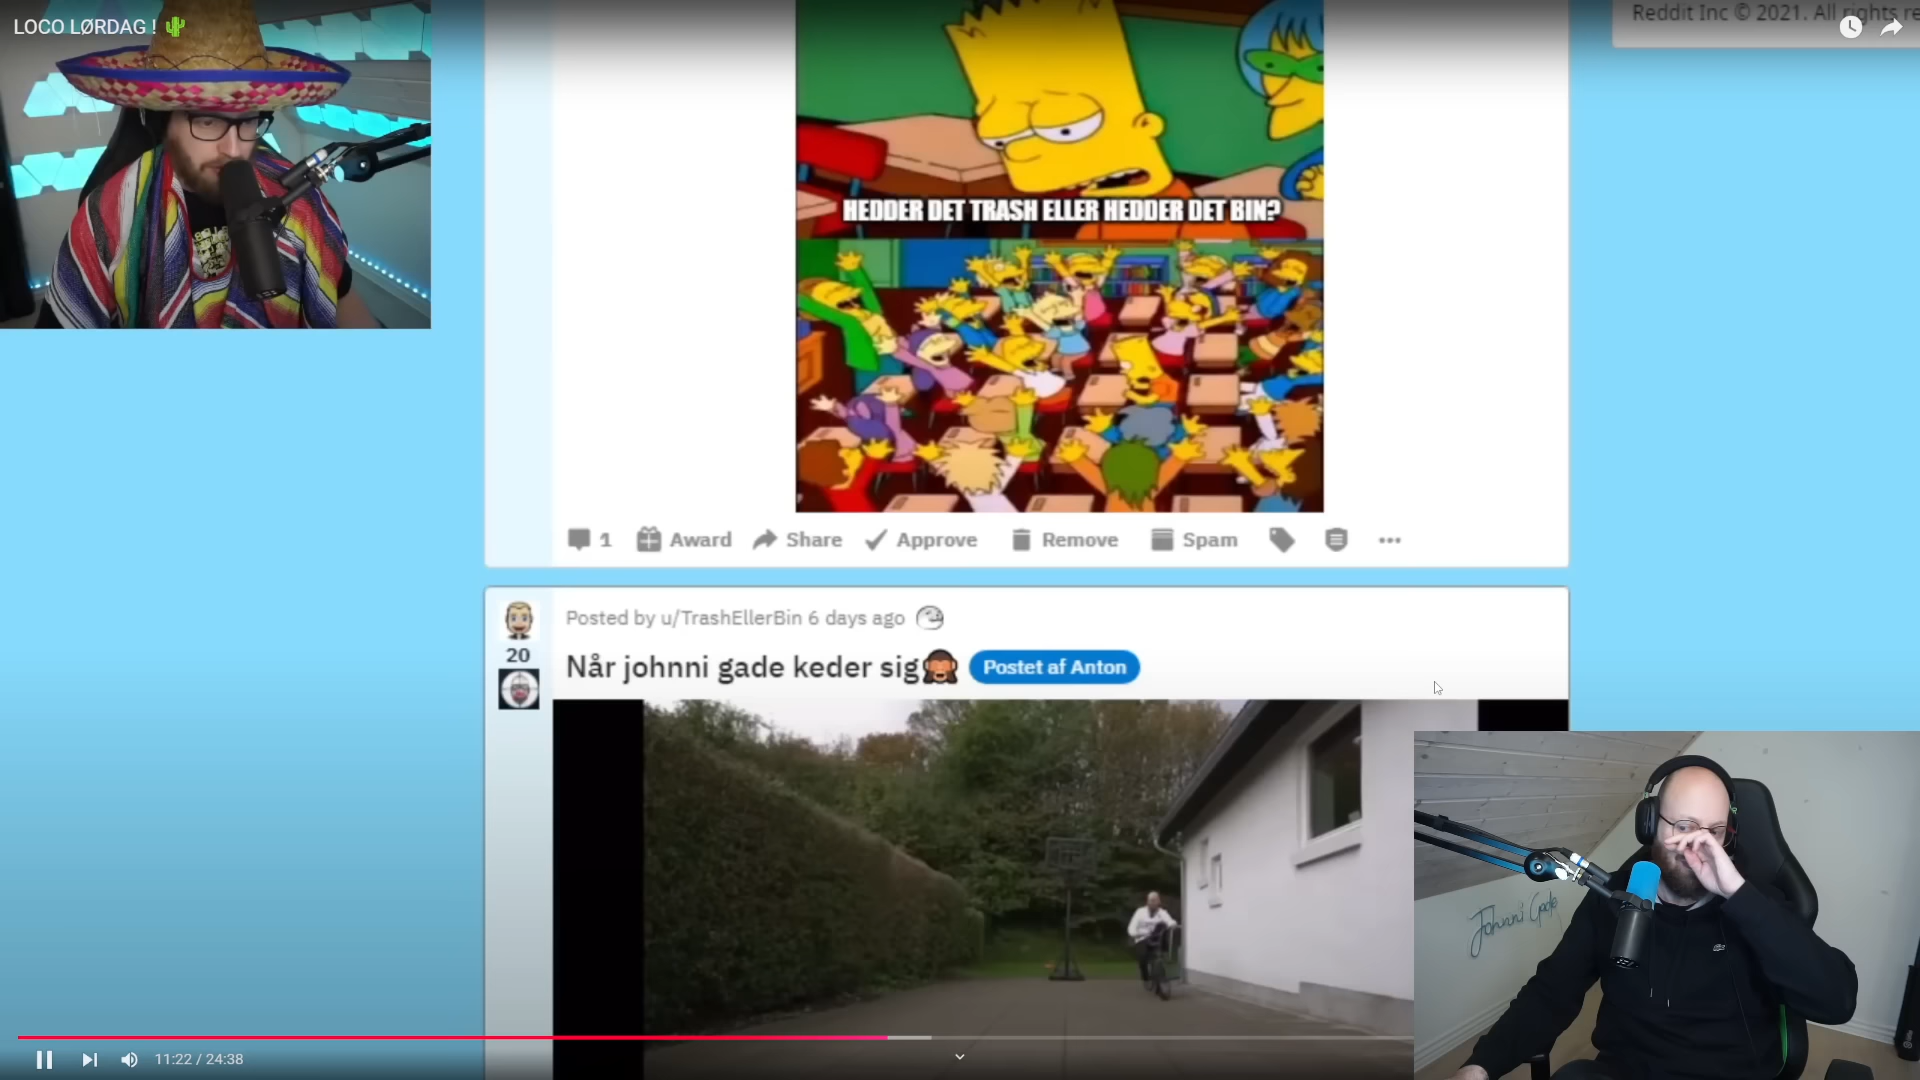 LOCO LØRDAG ! 🌵
Reddit Inc © 2021. All rights re
HEDDER DET TRASH ELLER HEDDER DET BIN?
1 Award Share Approve Remove Spam
Posted by u/TrashEllerBin 6 days ago
20
Når johnni gade keder sig🙈 Postet af Anton
Johnni Gade
11:22 / 24:38